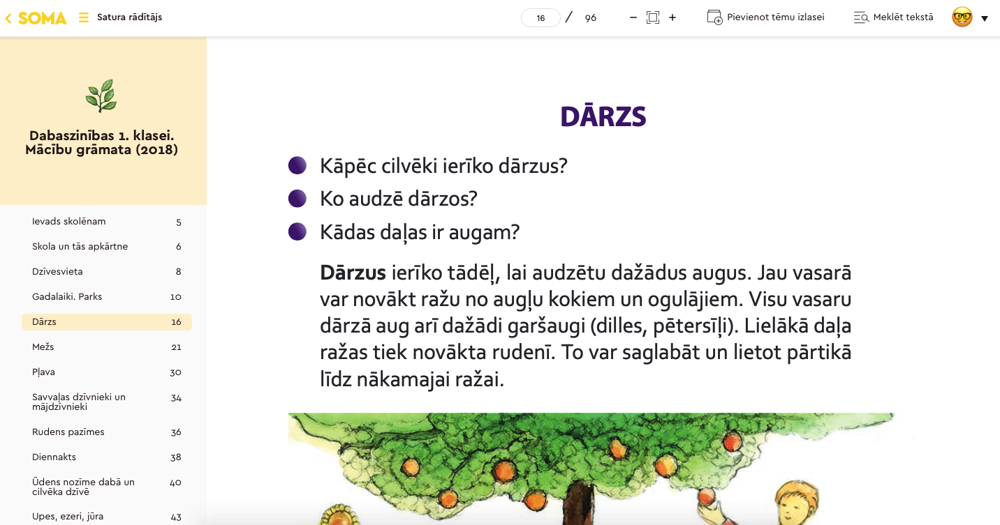 SOMA
Satura rādītājs
16 / 96
Pievienot tēmu izlasei
Meklēt tekstā
Dabaszinības 1. klasei.
Mācību grāmata (2018)
Ievads skolēnam 5
Skola un tās apkārtne 6
Dzīvesvieta 8
Gadalaiki. Parks 10
Dārzs 16
Mežs 21
Pļava 30
Savvaļas dzīvnieki un 34
mājdzīvnieki
Rudens pazīmes 36
Diennakts 38
Ūdens nozīme dabā un 40
cilvēka dzīvē
Upes, ezeri, jūra 43
DĀRZS
Kāpēc cilvēki ierīko dārzus?
Ko audzē dārzos?
Kādas daļas ir augam?
Dārzus ierīko tādēļ, lai audzētu dažādus augus. Jau vasarā
var novākt ražu no augļu kokiem un ogulājiem. Visu vasaru
dārzā aug arī dažādi garšaugi (dilles, pētersīļi). Lielākā daļa
ražas tiek novākta rudenī. To var saglabāt un lietot pārtikā
līdz nākamajai ražai.